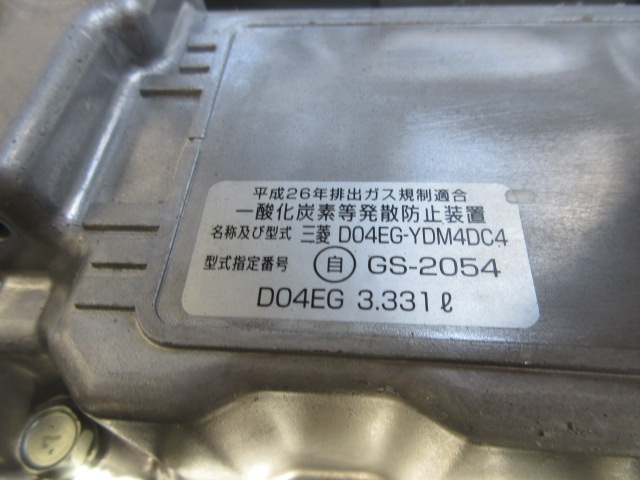 平成26年排出ガス規制適合
一酸化炭素等発散防止装置
名称及び型式 三菱 D04EG-YDM4DC4
型式指定番号 自 GS-2054
D04EG 3.331ℓ